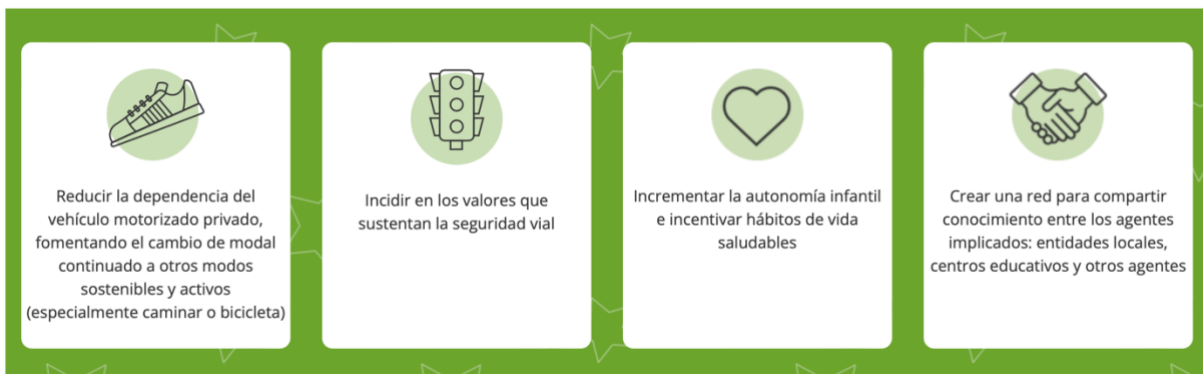 Reducir la dependencia del
vehículo motorizado privado,
fomentando el cambio de modal
continuado a otros modos
sostenibles y activos
(especialmente caminar o bicicleta)
Incidir en los valores que
sustentan la seguridad vial
Incrementar la autonomía infantil
e incentivar hábitos de vida
saludables
Crear una red para compartir
conocimiento entre los agentes
implicados: entidades locales,
centros educativos y otros agentes